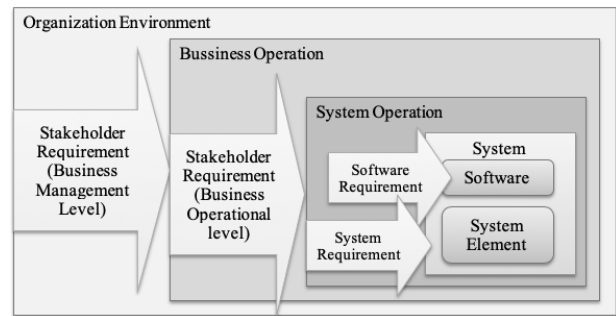 Organization Environment
Bussiness Operation
System Operation
Stakeholder
Requirement
(Business
Management
Level)
Stakeholder
Requirement
(Business
Operational
level)
Software
Requirement
System
Requirement
System
Software
System
Element